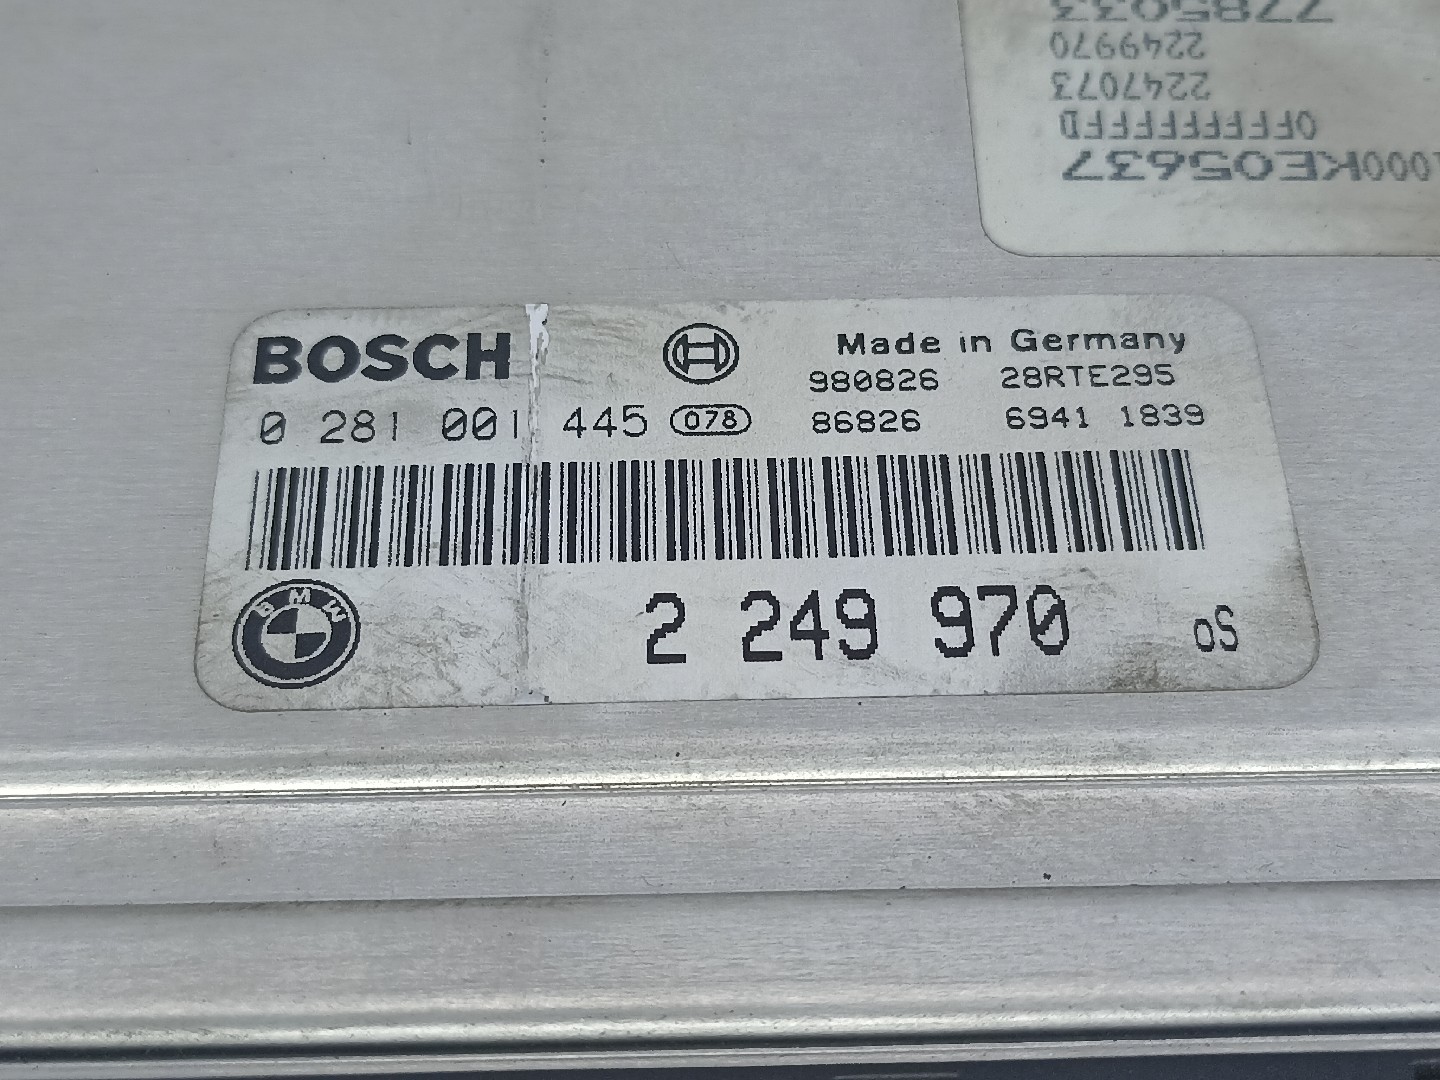 1000KE05637
0FFFFFFFFD
2247073
2249970
7785033
BOSCH
Made in Germany
980826 28RTE295
0 281 001 445 078 86826 6941 1839
BMW
2 249 970 oS